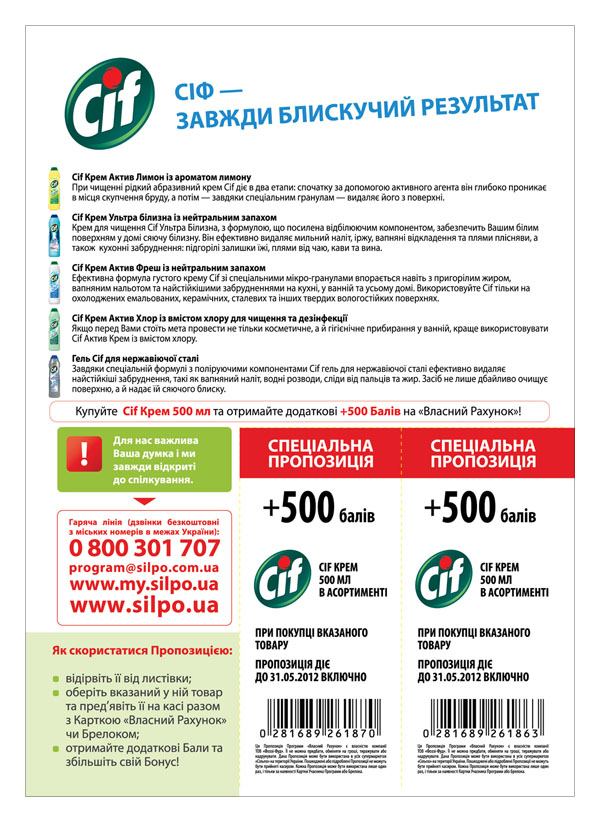 Cif
СІФ —
ЗАВЖДИ БЛИСКУЧИЙ РЕЗУЛЬТАТ
Cif Крем Актив Лимон із ароматом лимону
При чищенні рідкий абразивний крем Cif діє в два етапи: спочатку за допомогою активного агента він глибоко проникає
в місця скупчення бруду, а потім — завдяки спеціальним гранулам — видаляє його з поверхні.
Cif Крем Ультра білизна із нейтральним запахом
Крем для чищення Cif Ультра Білизна, з формулою, що посилена відбілюючим компонентом, забезпечить Вашим білим
поверхням у домі сяючу білизну. Він ефективно видаляє мильний наліт, іржу, вапняні відкладення та плями плісняви, а
також кухонні забруднення: підгорілі залишки їжі, плями від чаю, кави та вина.
Cif Крем Актив Фреш із нейтральним запахом
Ефективна формула густого крему Cif зі спеціальними мікро-гранулами впорається навіть з пригорілим жиром,
вапняним нальотом та найстійкішими забрудненнями на кухні, у ванній та усьому домі. Використовуйте Cif тільки на
охолоджених емальованих, керамічних, сталевих та інших твердих вологостійких поверхнях.
Cif Крем Актив Хлор із вмістом хлору для чищення та дезінфекції
Якщо перед Вами стоїть мета провести не тільки косметичне, а й гігієнічне прибирання у ванній, краще використовувати
Cif Актив Крем із вмістом хлору.
Гель Cif для нержавіючої сталі
Завдяки спеціальній формулі з поліруючими компонентами Cif гель для нержавіючої сталі ефективно видаляє
найстійкіші забруднення, такі як вапняний наліт, водні розводи, сліди від пальців та жир. Засіб не лише дбайливо очищує
поверхню, а й надає їй сяючого блиску.
Купуйте Cif Крем 500 мл та отримайте додаткові +500 Балів на «Власний Рахунок»!
!
Для нас важлива
Ваша думка і ми
завжди відкриті
до спілкування.
Гаряча лінія (дзвінки безкоштовні
з міських номерів в межах України):
0 800 301 707
program@silpo.com.ua
www.my.silpo.ua
www.silpo.ua
Як скористатися Пропозицією:
відірвіть її від листівки;
оберіть вказаний у ній товар
та пред’явіть її на касі разом
з Карткою «Власний Рахунок»
чи Брелоком;
отримайте додаткові Бали та
збільшіть свій Бонус!
СПЕЦІАЛЬНА
ПРОПОЗИЦІЯ
+500 балів
Cif
CIF КРЕМ
500 МЛ
В АСОРТИМЕНТІ
ПРИ ПОКУПЦІ ВКАЗАНОГО
ТОВАРУ
ПРОПОЗИЦІЯ ДІЄ
ДО 31.05.2012 ВКЛЮЧНО
0 281689 261870
СПЕЦІАЛЬНА
ПРОПОЗИЦІЯ
+500 балів
Cif
CIF КРЕМ
500 МЛ
В АСОРТИМЕНТІ
ПРИ ПОКУПЦІ ВКАЗАНОГО
ТОВАРУ
ПРОПОЗИЦІЯ ДІЄ
ДО 31.05.2012 ВКЛЮЧНО
0 281689 261863